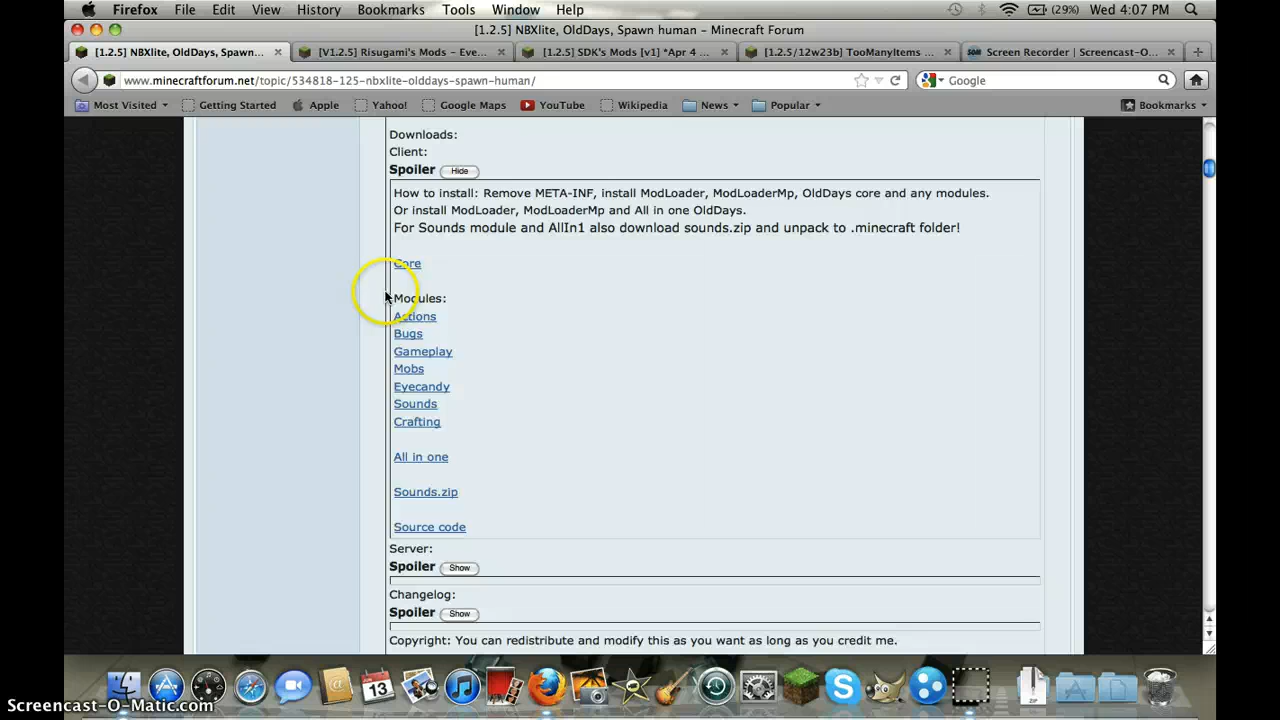 Firefox File Edit View History Bookmarks Tools Window Help (29%) Wed 4:07 PM
[1.2.5] NBXlite, OldDays, Spawn human – Minecraft Forum
[1.2.5] NBXlite, OldDays, Spawn... [V1.2.5] Risugami's Mods – Eve... [1.2.5] SDK's Mods [v1] *Apr 4 ... [1.2.5/12w23b] TooManyItems ... Screen Recorder | Screencast-O...
www.minecraftforum.net/topic/534818-125-nbxlite-olddays-spawn-human/ Google
Most Visited Getting Started Apple Yahoo! Google Maps YouTube Wikipedia News Popular Bookmarks
Downloads:
Client:
Spoiler Hide
How to install: Remove META-INF, install ModLoader, ModLoaderMp, OldDays core and any modules.
Or install ModLoader, ModLoaderMp and All in one OldDays.
For Sounds module and AllIn1 also download sounds.zip and unpack to .minecraft folder!
Core
Modules:
Actions
Bugs
Gameplay
Mobs
Eyecandy
Sounds
Crafting
All in one
Sounds.zip
Source code
Server:
Spoiler Show
Changelog:
Spoiler Show
Copyright: You can redistribute and modify this as you want as long as you credit me.
13
ZIP
Screencast-O-Matic.com